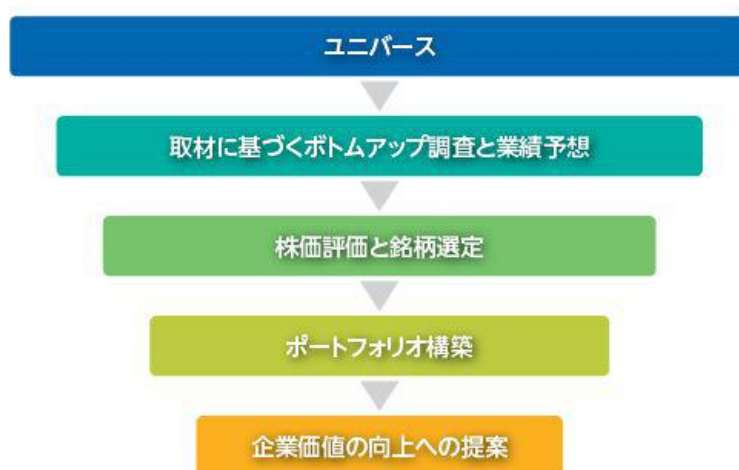 ユニバース
取材に基づくボトムアップ調査と業績予想
株価評価と銘柄選定
ポートフォリオ構築
企業価値の向上への提案